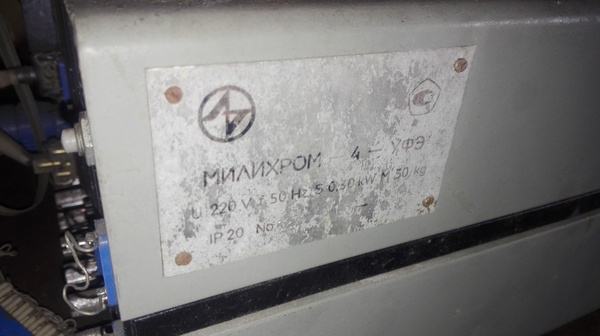 МИЛИХРОМ - 4 - УФЭ
U 220 V f 50 Hz S 0,30 kW M 50 kg
IP 20 No